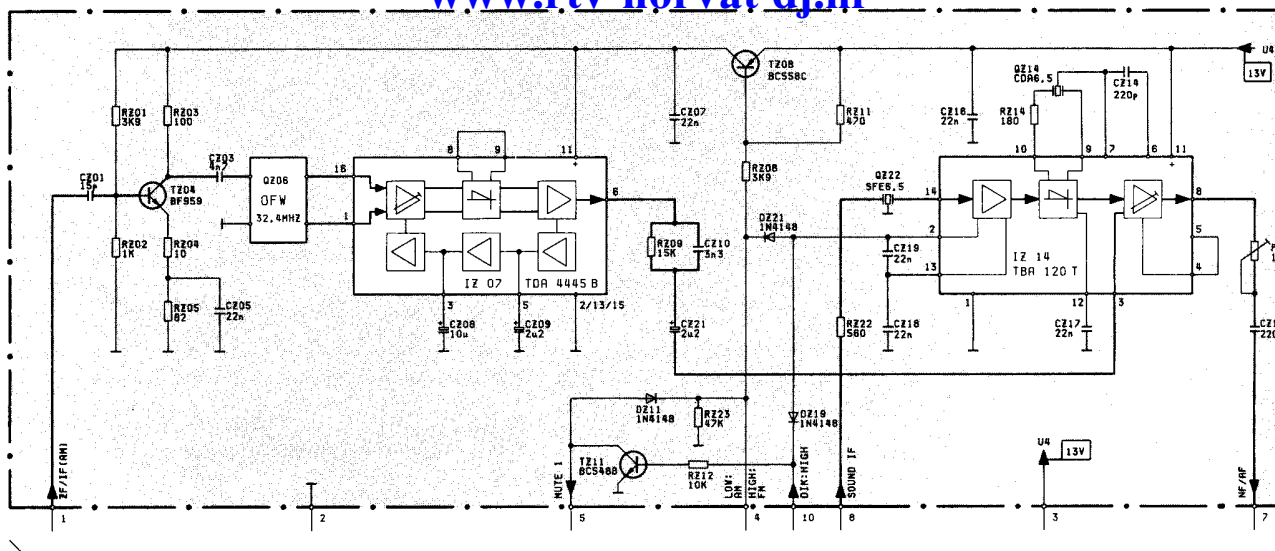 www.rtv-horvat-dj.hr
U4
13V
TZ08
BC558C
QZ14
CDA6,5
CZ14
220p
RZ01
3K9
RZ03
100
CZ07
22n
RZ11
470
CZ16
22n
RZ14
180
CZ03
4n7
CZ01
15p
TZ04
BF959
QZ06
OFW
32,4MHZ
16
1
8
9
11
6
RZ08
3K9
QZ22
SFE6,5
14
10
9
7
6
11
8
DZ21
1N4148
RZ02
1K
RZ04
10
RZ05
82
CZ05
22n
IZ 07 TDA 4445 B
3
5
2/13/15
CZ08
10u
CZ09
2u2
RZ09
15K
CZ10
3n3
CZ21
2u2
2
13
CZ19
22n
CZ18
22n
RZ22
560
IZ 14
TBA 120 T
1
12
3
5
4
CZ17
22n
DZ11
1N4148
RZ23
47K
DZ19
1N4148
TZ11
BC548B
RZ12
10K
U4
13V
ZF/IF(AM)
MUTE 1
LOW:
AM
HIGH:
FM
DIK:HIGH
SOUND IF
NF/AF
1
2
5
4
10
8
3
7